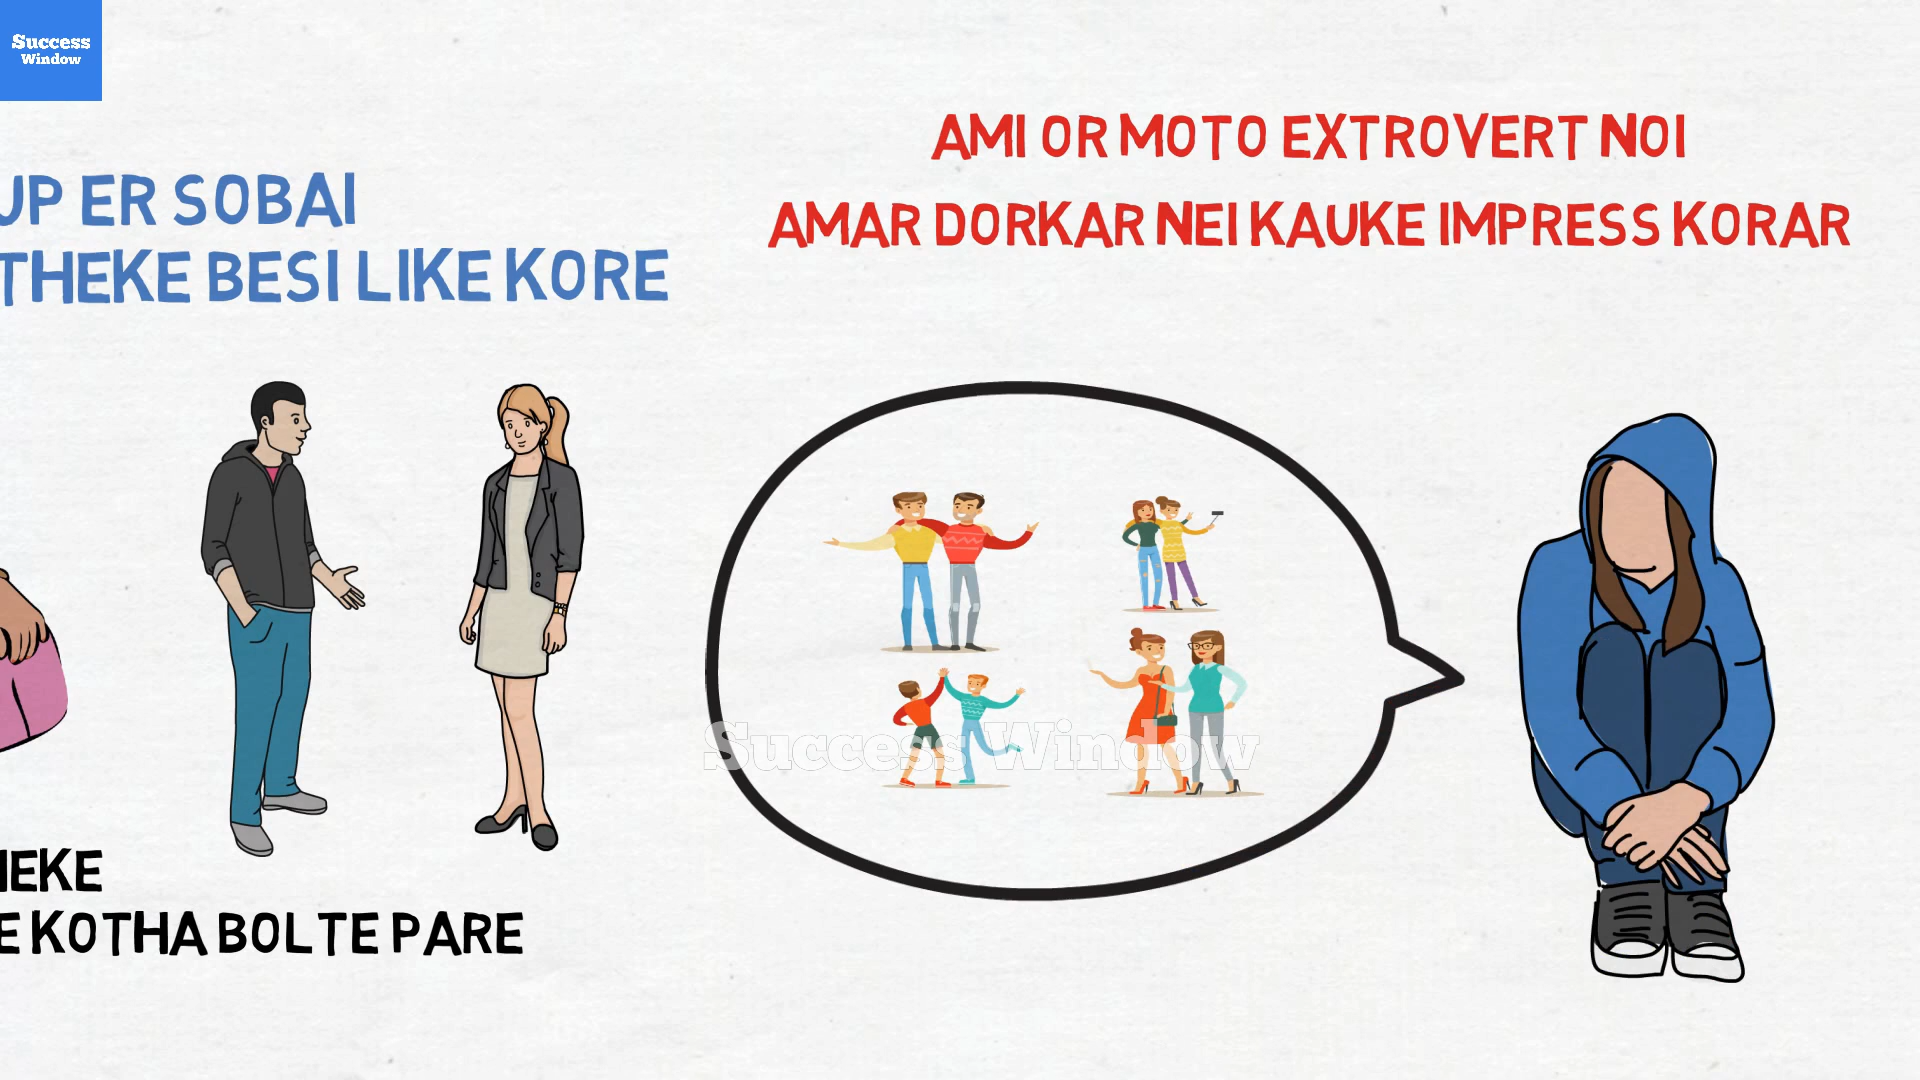 Success
Window
UP ER SOBAI
THEKE BESI LIKE KORE
AMI OR MOTO EXTROVERT NOI
AMAR DORKAR NEI KAUKE IMPRESS KORAR
Success Window
HEKE
E KOTHA BOLTE PARE